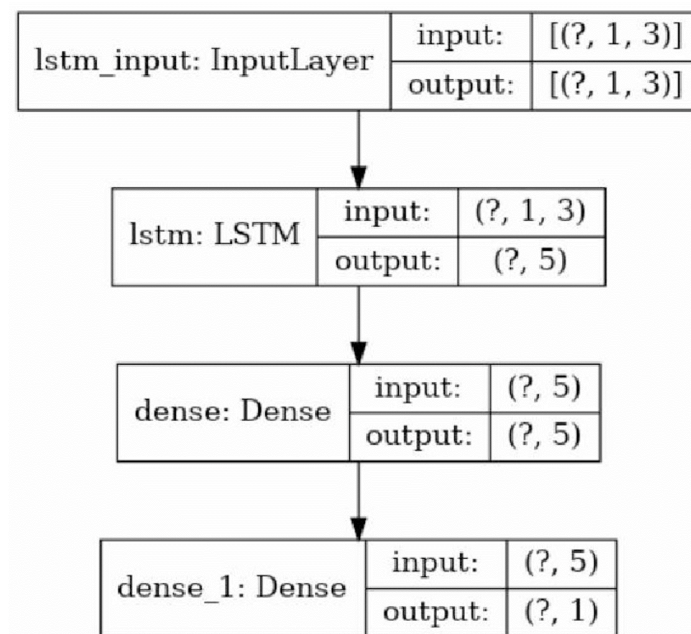 lstm_input: InputLayer input: [(?, 1, 3)]
output: [(?, 1, 3)]
lstm: LSTM input: (?, 1, 3)
output: (?, 5)
dense: Dense input: (?, 5)
output: (?, 5)
dense_1: Dense input: (?, 5)
output: (?, 1)